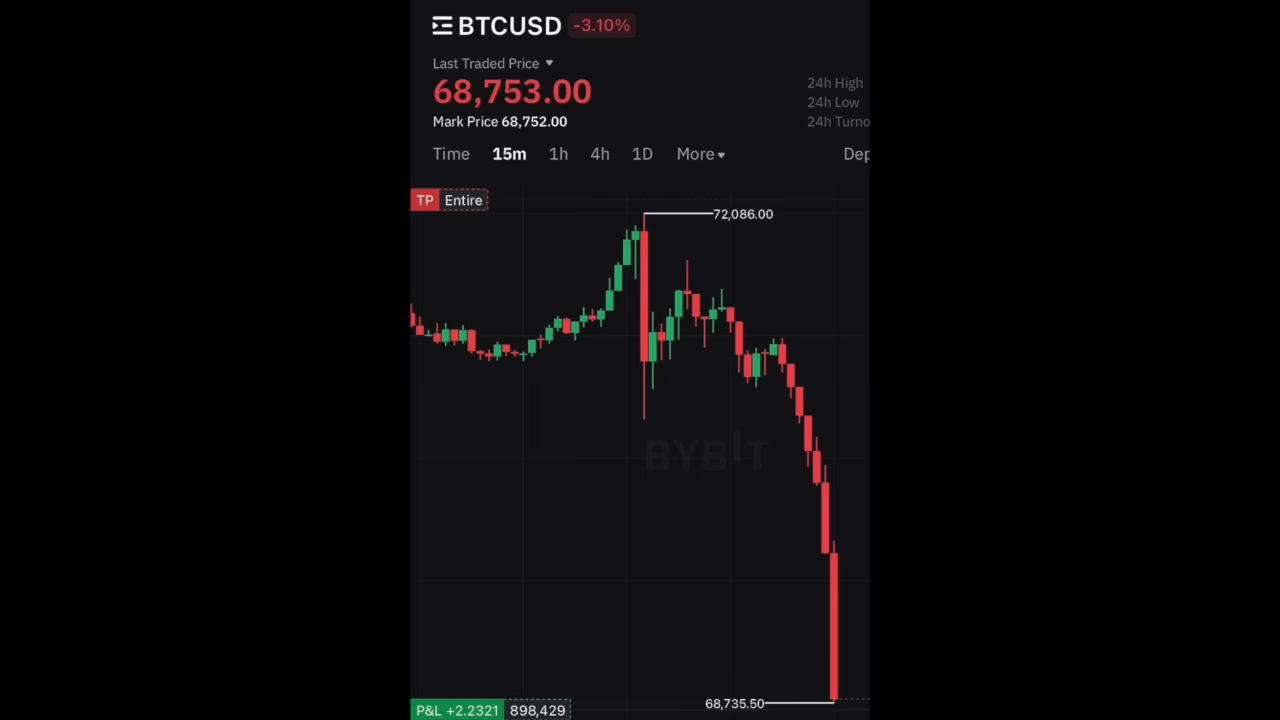 BTCUSD -3.10%
Last Traded Price
68,753.00
Mark Price 68,752.00
24h High
24h Low
24h Turno
Time 15m 1h 4h 1D More Dep
TP Entire
72,086.00
BYBIT
68,735.50
P&L +2.2321 898,429